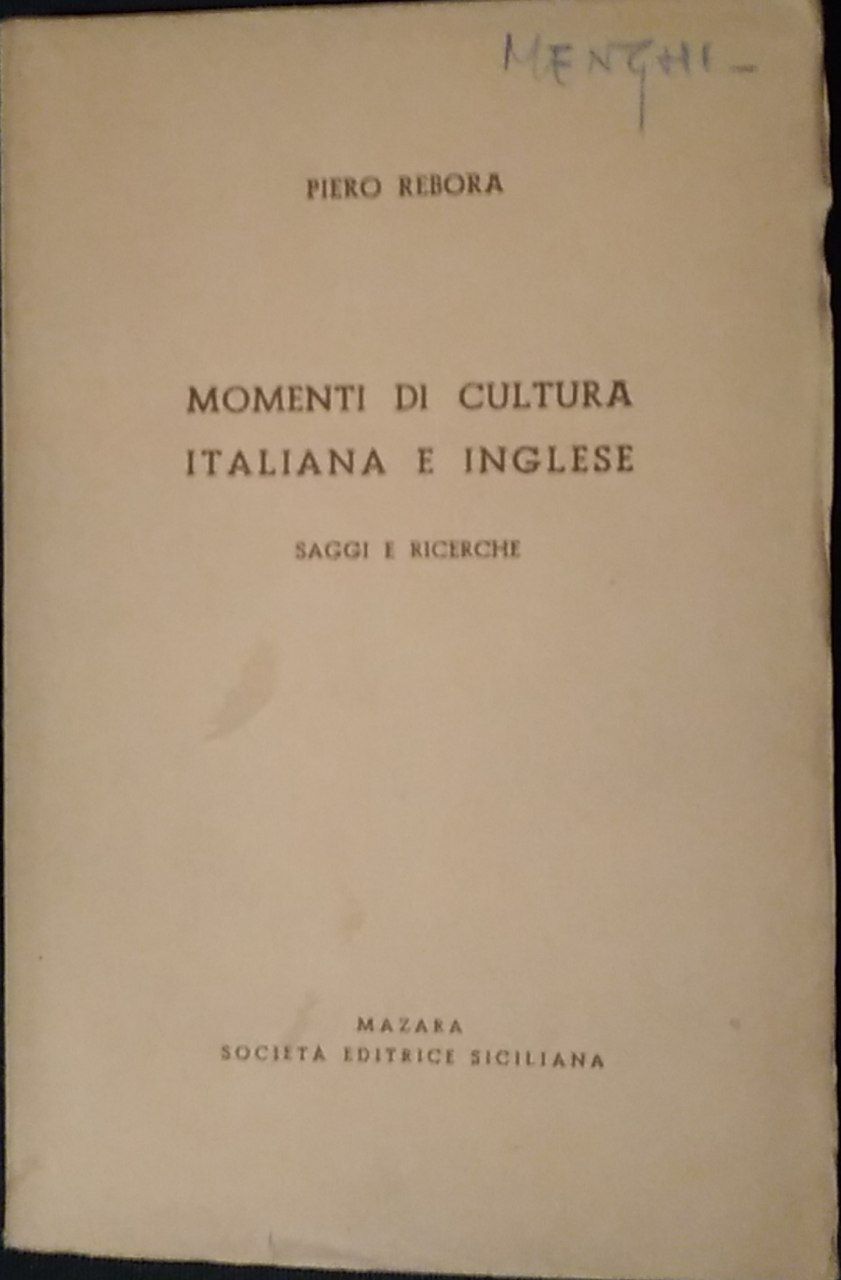 MENGHI -
PIERO REBORA
MOMENTI DI CULTURA
ITALIANA E INGLESE
SAGGI E RICERCHE
MAZARA
SOCIETÀ EDITRICE SICILIANA